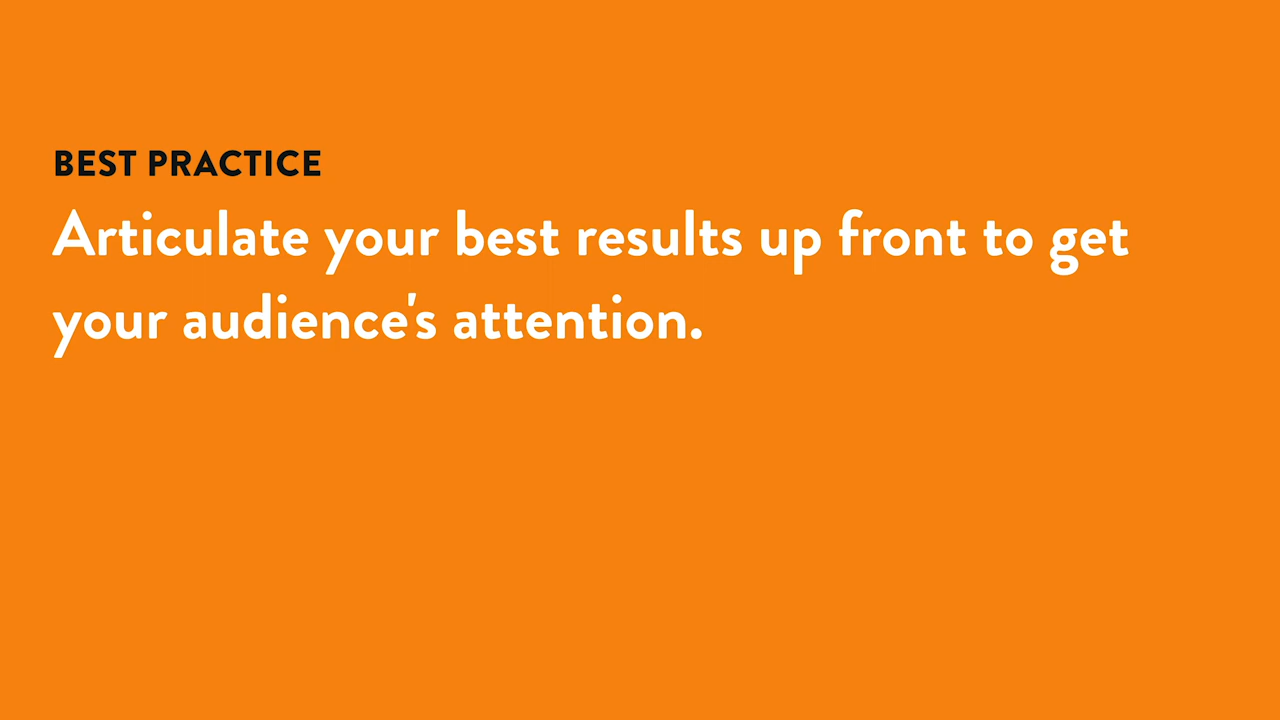 BEST PRACTICE
Articulate your best results up front to get
your audience's attention.